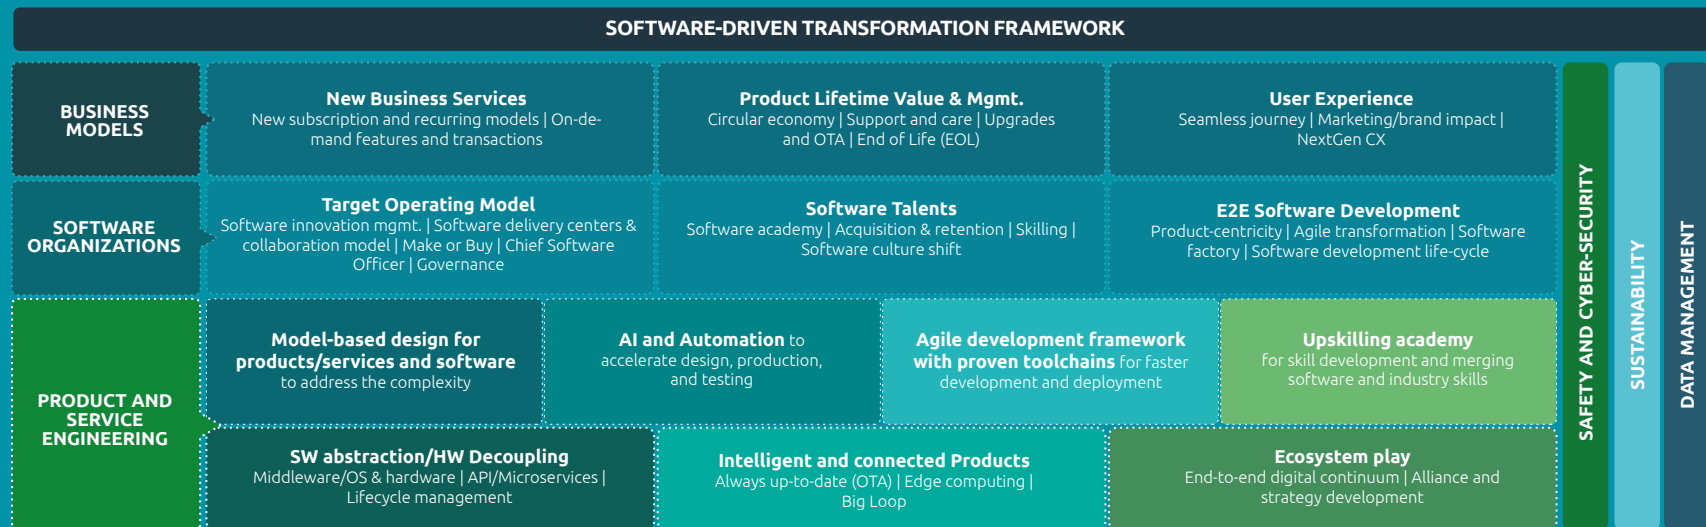 SOFTWARE-DRIVEN TRANSFORMATION FRAMEWORK
BUSINESS
MODELS
New Business Services
New subscription and recurring models | On-de-
mand features and transactions
Product Lifetime Value & Mgmt.
Circular economy | Support and care | Upgrades
and OTA | End of Life (EOL)
User Experience
Seamless journey | Marketing/brand impact |
NextGen CX
SOFTWARE
ORGANIZATIONS
Target Operating Model
Software innovation mgmt. | Software delivery centers &
collaboration model | Make or Buy | Chief Software
Officer | Governance
Software Talents
Software academy | Acquisition & retention | Skilling |
Software culture shift
E2E Software Development
Product-centricity | Agile transformation | Software
factory | Software development life-cycle
PRODUCT AND
SERVICE
ENGINEERING
Model-based design for
products/services and software
to address the complexity
AI and Automation to
accelerate design, production,
and testing
Agile development framework
with proven toolchains for faster
development and deployment
Upskilling academy
for skill development and merging
software and industry skills
SW abstraction/HW Decoupling
Middleware/OS & hardware | API/Microservices |
Lifecycle management
Intelligent and connected Products
Always up-to-date (OTA) | Edge computing |
Big Loop
Ecosystem play
End-to-end digital continuum | Alliance and
strategy development
SAFETY AND CYBER-SECURITY
SUSTAINABILITY
DATA MANAGEMENT